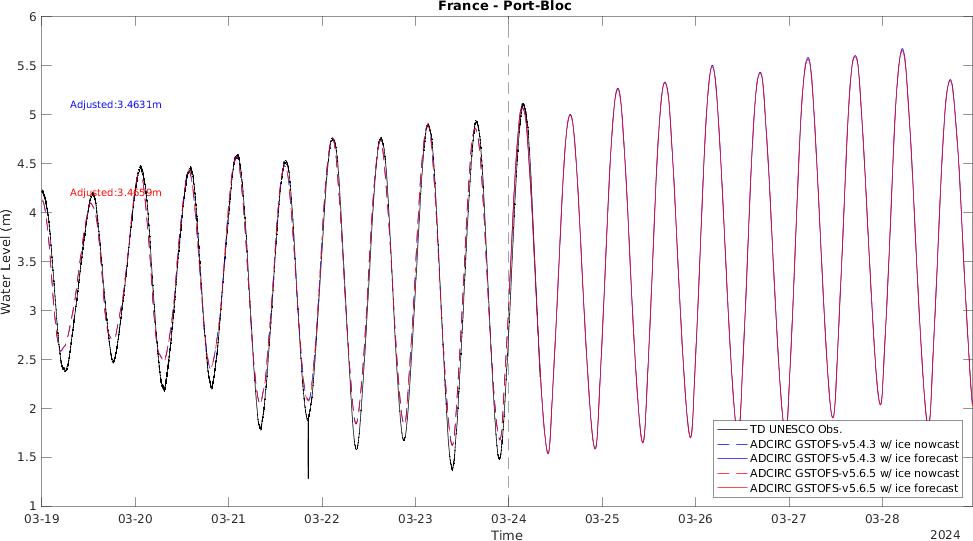 France - Port-Bloc
6
5.5
5
4.5
4
3.5
3
2.5
2
1.5
1
Water Level (m)
Adjusted:3.4631m
Adjusted:3.4659m
TD UNESCO Obs.
ADCIRC GSTOFS-v5.4.3 w/ ice nowcast
ADCIRC GSTOFS-v5.4.3 w/ ice forecast
ADCIRC GSTOFS-v5.6.5 w/ ice nowcast
ADCIRC GSTOFS-v5.6.5 w/ ice forecast
03-19 03-20 03-21 03-22 03-23 03-24 03-25 03-26 03-27 03-28
Time
2024